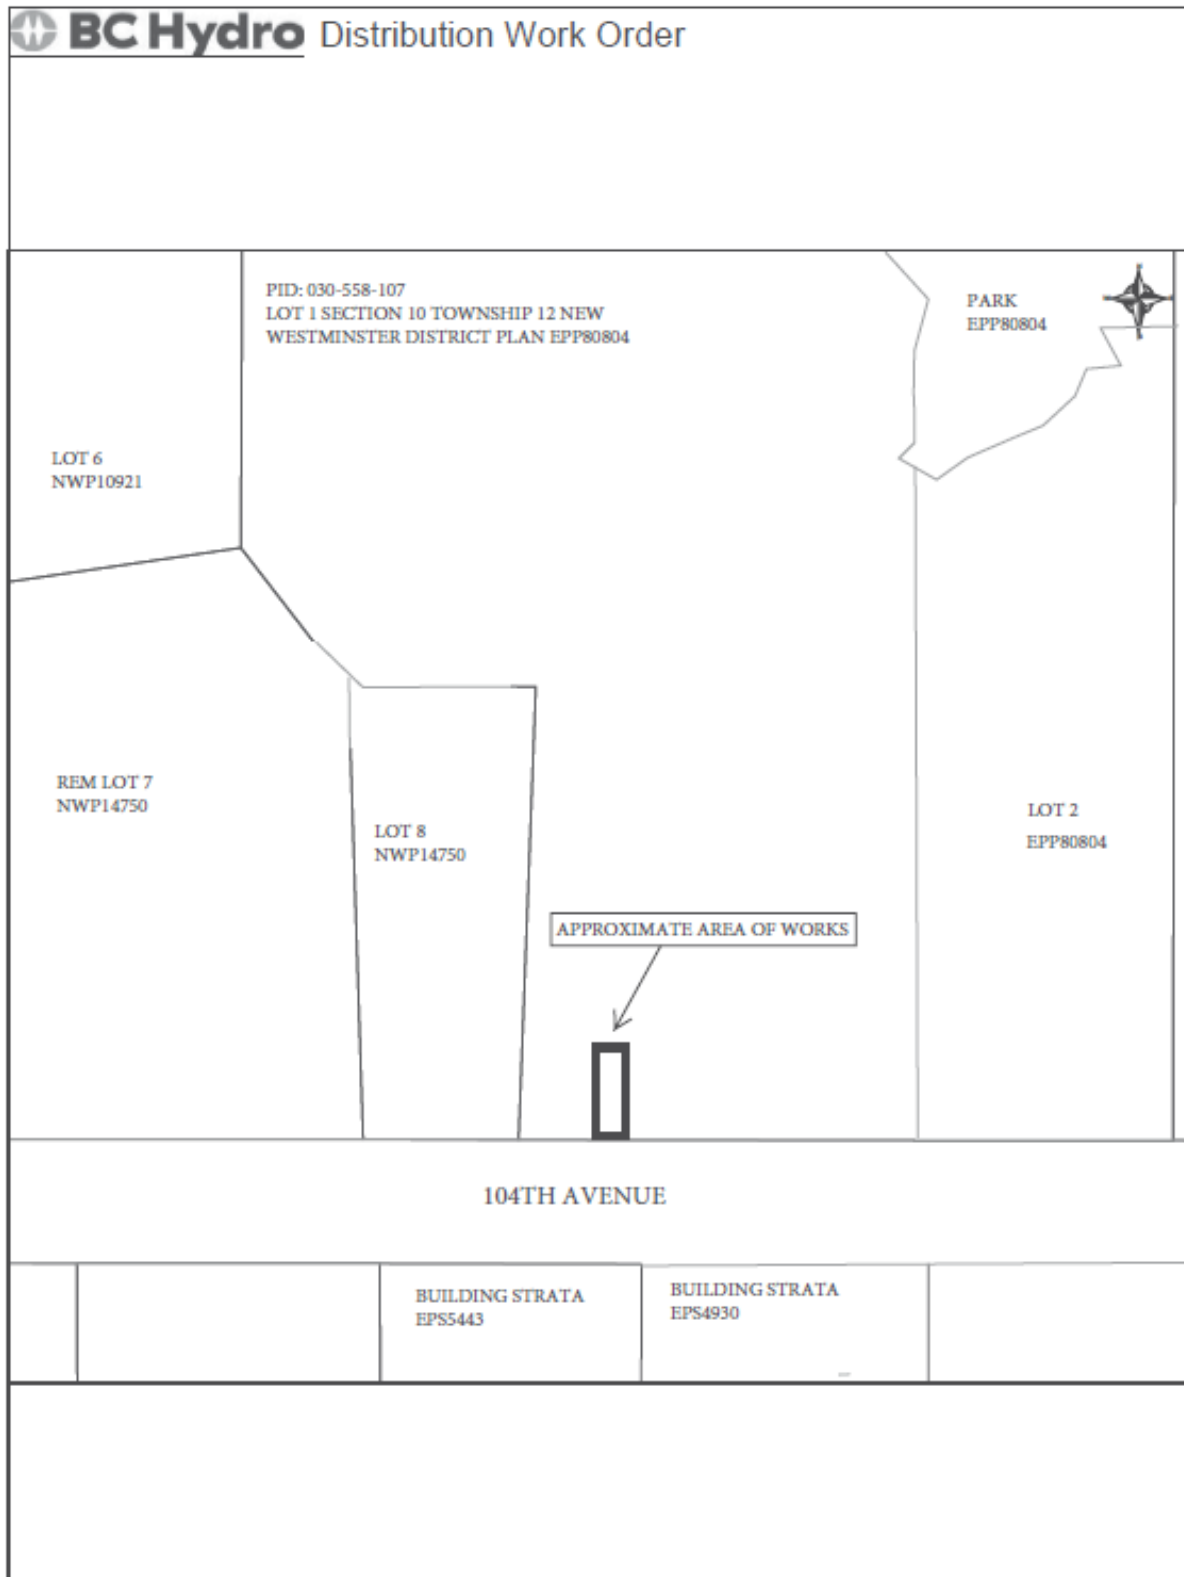 BC Hydro Distribution Work Order
PID: 030-558-107
LOT 1 SECTION 10 TOWNSHIP 12 NEW
WESTMINSTER DISTRICT PLAN EPP80804
PARK
EPP80804
LOT 6
NWP10921
REM LOT 7
NWP14750
LOT 8
NWP14750
LOT 2
EPP80804
APPROXIMATE AREA OF WORKS
104TH AVENUE
BUILDING STRATA
EPS5443
BUILDING STRATA
EPS4930